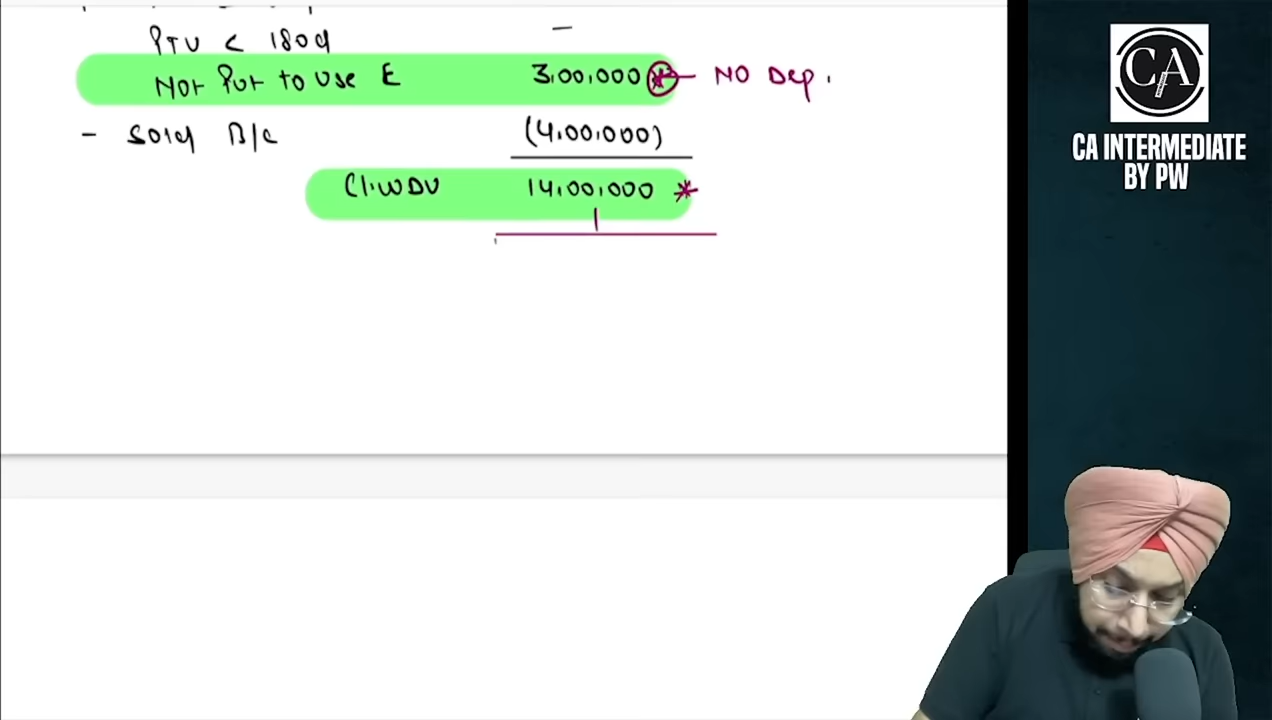 PTU < 180d —
Not Put to use E 3,00,000 * NO Dep.
- Sold B/c (4,00,000)
Cl. WDV 14,00,000 *
CA
CA INTERMEDIATE
BY PW